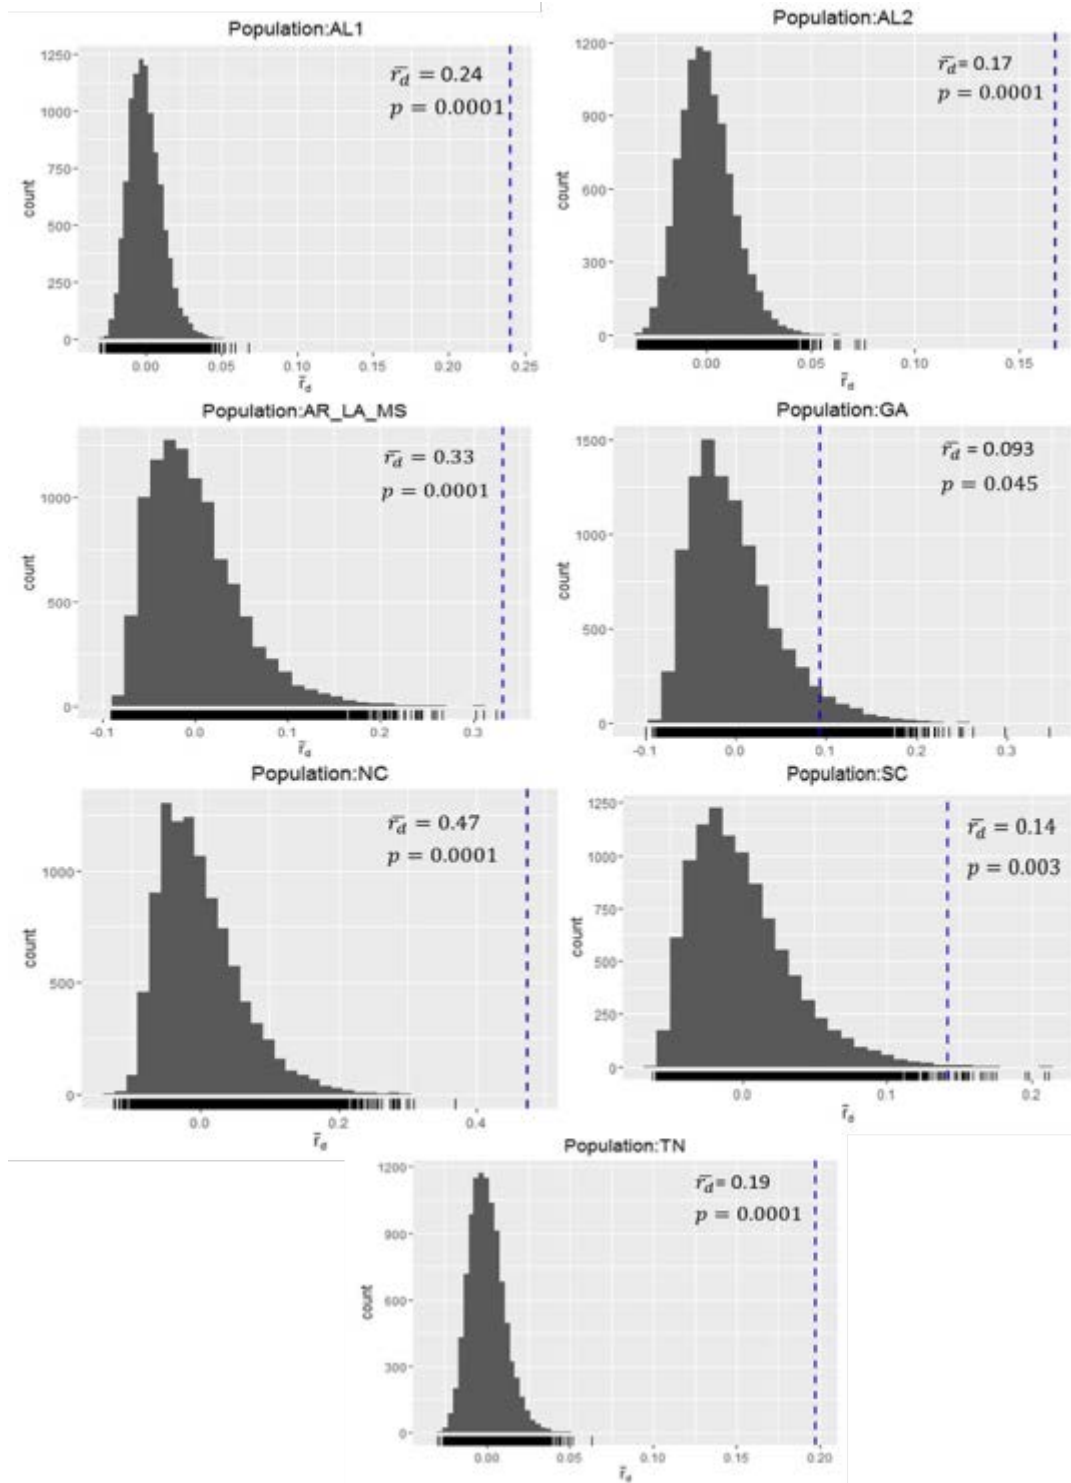 Population:AL1
1250
1000
750
500
250
0
count
r̄d = 0.24
p = 0.0001
0.00 0.05 0.10 0.15 0.20 0.25
r̄d
Population:AL2
1200
900
600
300
0
count
r̄d = 0.17
p = 0.0001
0.00 0.05 0.10 0.15
r̄d
Population:AR_LA_MS
1000
500
0
count
r̄d = 0.33
p = 0.0001
-0.1 0.0 0.1 0.2 0.3
r̄d
Population:GA
1500
1000
500
0
count
r̄d = 0.093
p = 0.045
-0.1 0.0 0.1 0.2 0.3
r̄d
Population:NC
1000
500
0
count
r̄d = 0.47
p = 0.0001
0.0 0.2 0.4
r̄d
Population:SC
1250
1000
750
500
250
0
count
r̄d = 0.14
p = 0.003
0.0 0.1 0.2
r̄d
Population:TN
1200
900
600
300
0
count
r̄d = 0.19
p = 0.0001
0.00 0.05 0.10 0.15 0.20
r̄d